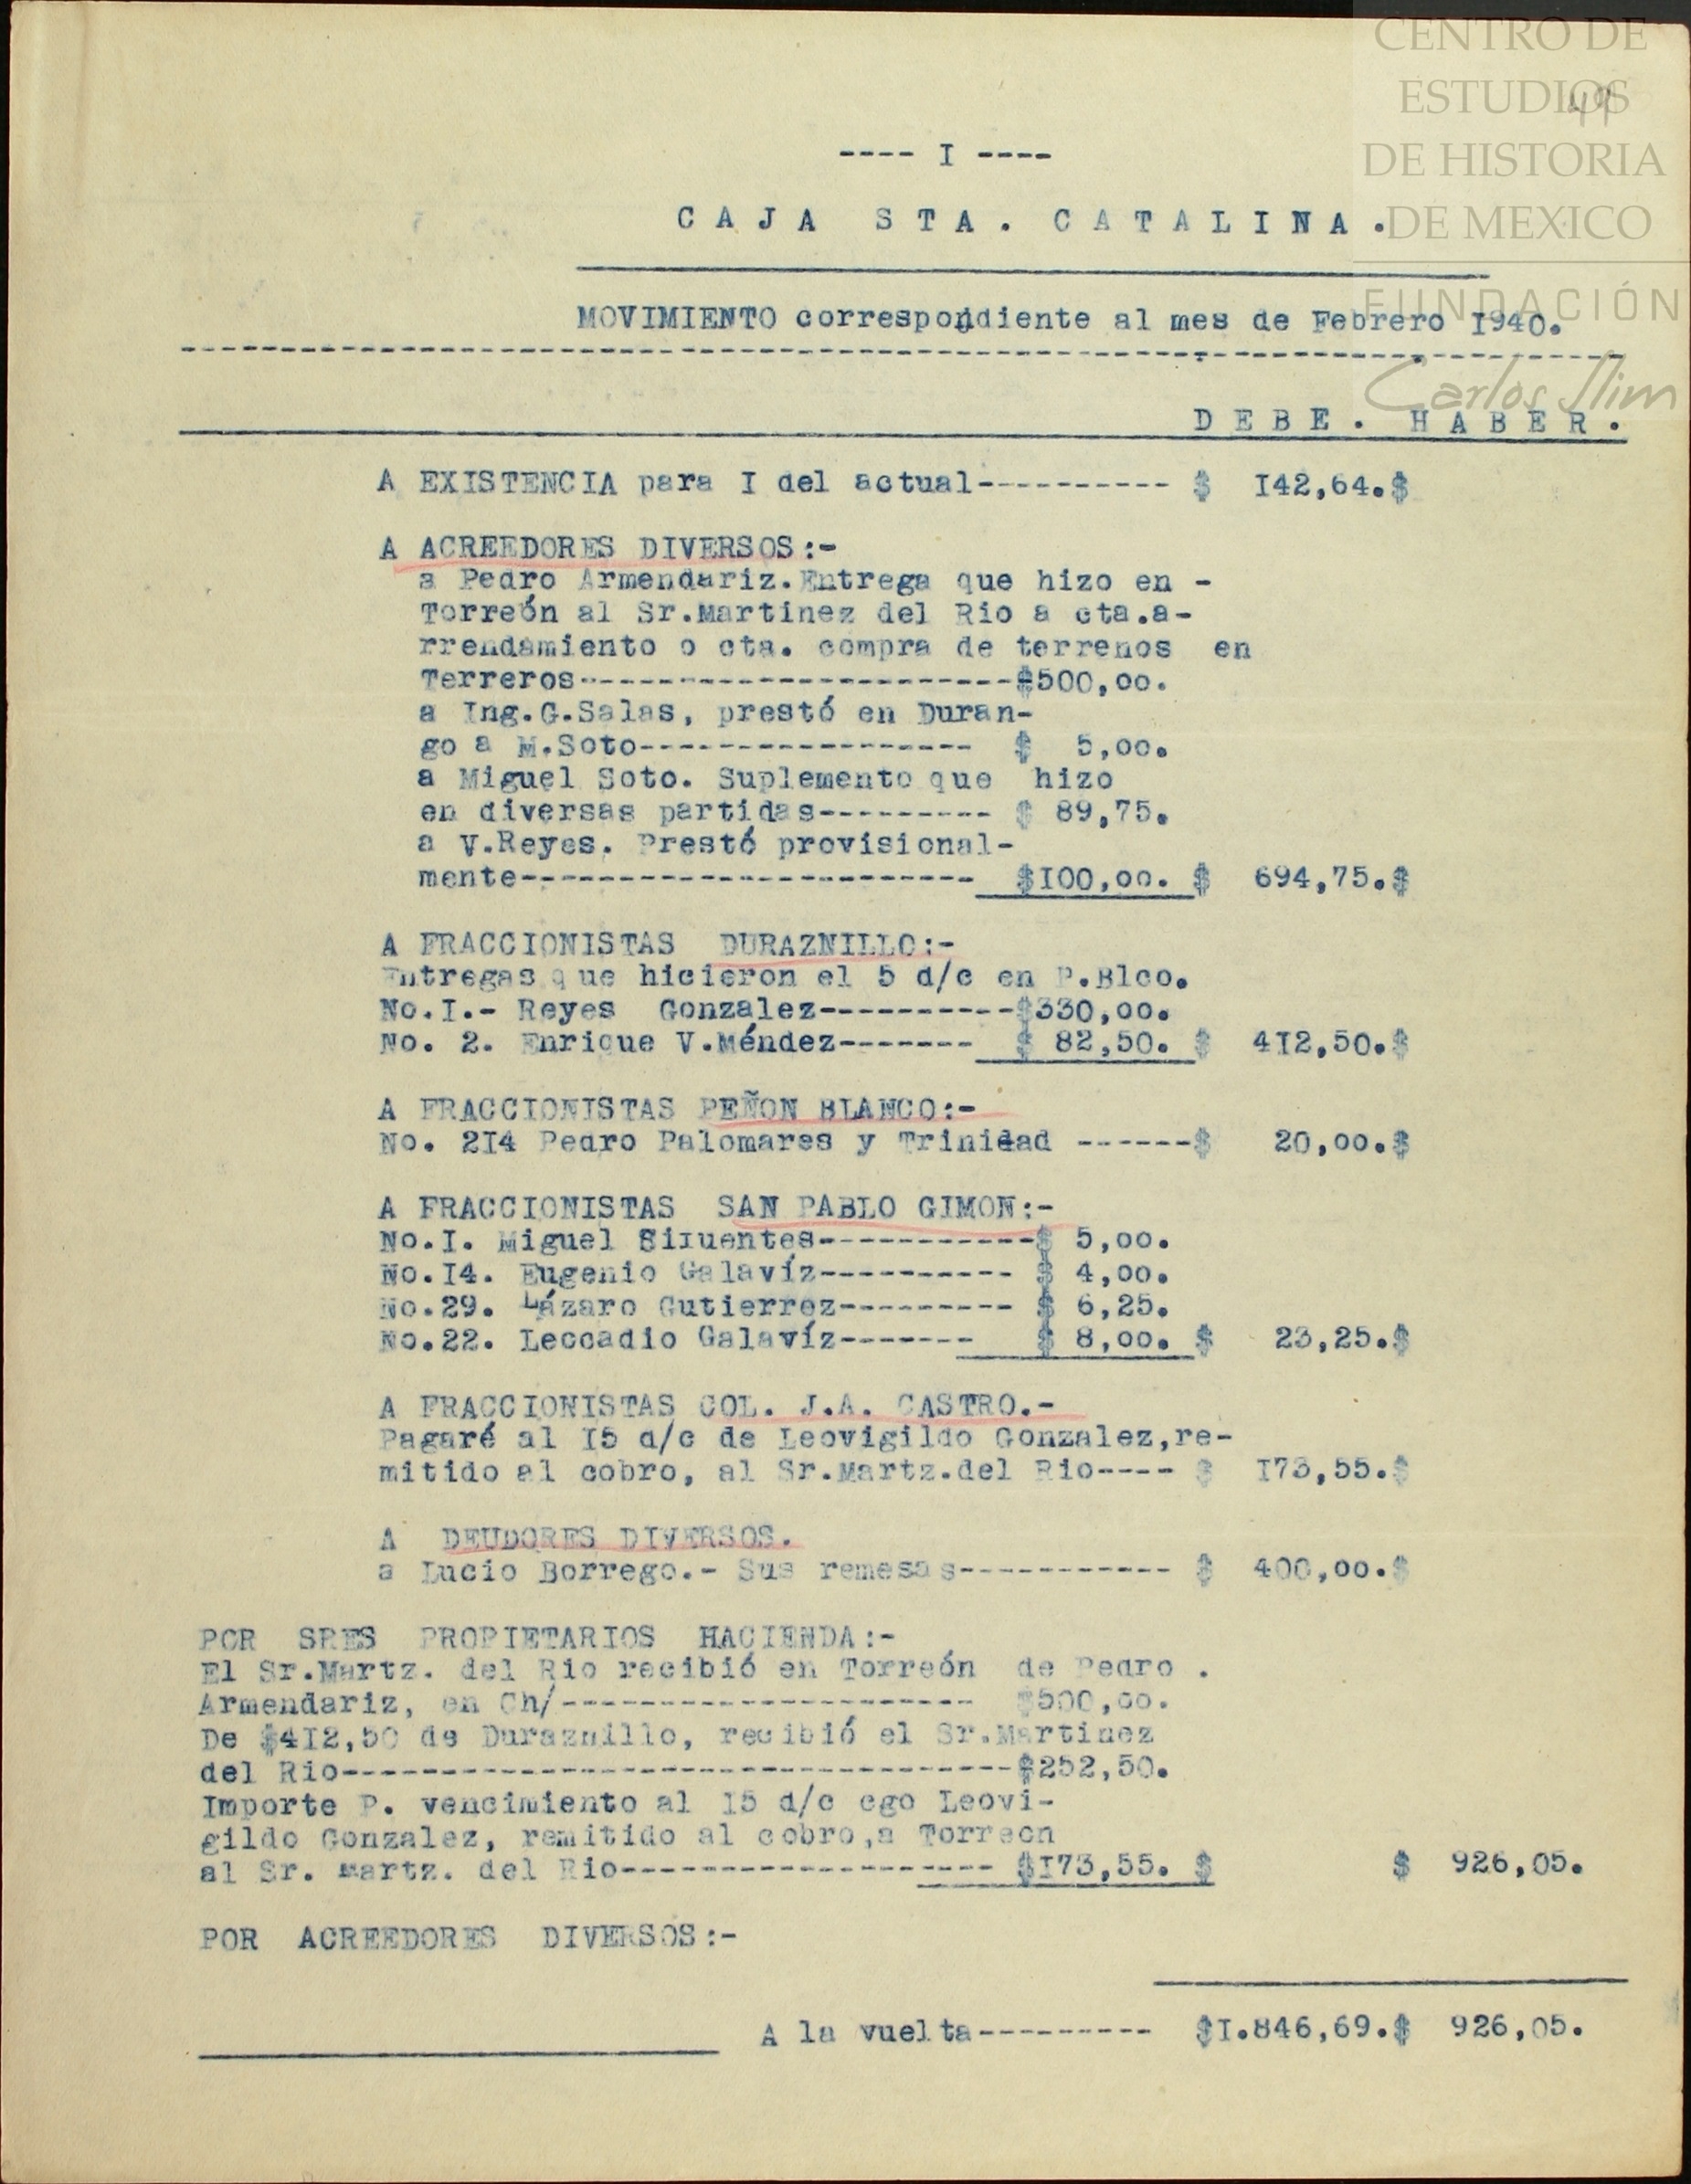 CENTRO DE
ESTUDIOS
49
DE HISTORIA
DE MEXICO
FUNDACIÓN
Carlos Slim
---- I ----
C A J A   S T A .   C A T A L I N A .
MOVIMIENTO correspondiente al mes de Febrero 1940.
D E B E .   H A B E R .
A EXISTENCIA para I del actual---------- $ 142,64.$
A ACREEDORES DIVERSOS:-
a Pedro Armendariz.Entrega que hizo en -
Torreón al Sr.Martinez del Rio a cta.a-
rrendamiento o cta. compra de terrenos en
Terreros----------------------$500,oo.
a Ing.G.Salas, prestó en Duran-
go a M.Soto----------------- $ 5,oo.
a Miguel Soto. Suplemento que hizo
en diversas partidas--------- $ 89,75.
a V.Reyes. Prestó provisional-
mente----------------------- $I00,oo. $ 694,75.$
A FRACCIONISTAS DURAZNILLO:-
Entregas que hicieron el 5 d/c en P.Blco.
No.I.- Reyes Gonzalez----------$330,oo.
No. 2. Enrique V.Méndez------- $ 82,50. $ 4I2,50.$
A FRACCIONISTAS PEÑON BLANCO:-
No. 2I4 Pedro Palomares y Trinidad ------$ 20,oo.$
A FRACCIONISTAS SAN PABLO GIMON:-
No.I. Miguel Sifuentes-----------$ 5,oo.
No.I4. Eugenio Galavíz---------- $ 4,oo.
No.29. Lázaro Gutierrez--------- $ 6,25.
No.22. Leocadio Galavíz------- $ 8,oo. $ 23,25.$
A FRACCIONISTAS COL. J.A. CASTRO.-
Pagaré al I5 d/c de Leovigildo Gonzalez,re-
mitido al cobro, al Sr.Martz.del Rio---- $ I73,55.$
A DEUDORES DIVERSOS.
a Lucio Borrego.- Sus remesas----------- $ 400,oo.$
POR SRES PROPIETARIOS HACIENDA:-
El Sr.Martz. del Rio recibió en Torreón de Pedro .
Armendariz, en Ch/--------------------- $500,oo.
De $4I2,50 de Duraznillo, recibió el Sr.Martinez
del Rio----------------------------------$252,50.
Importe P. vencimiento al I5 d/c cgo Leovi-
gildo Gonzalez, remitido al cobro,a Torreon
al Sr. Martz. del Rio------------------- $I73,55. $ $ 926,05.
POR ACREEDORES DIVERSOS:-
A la vuelta--------- $I.846,69.$ 926,05.